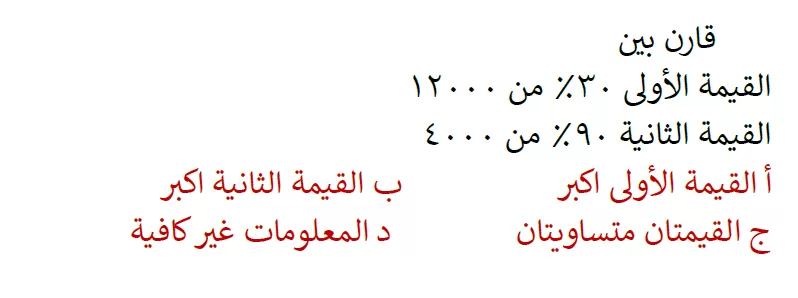 قارن بين
القيمة الأولى ٣٠٪ من ١٢٠٠٠
القيمة الثانية ٩٠٪ من ٤٠٠٠
أ القيمة الأولى اكبر ب القيمة الثانية اكبر
ج القيمتان متساويتان د المعلومات غير كافية